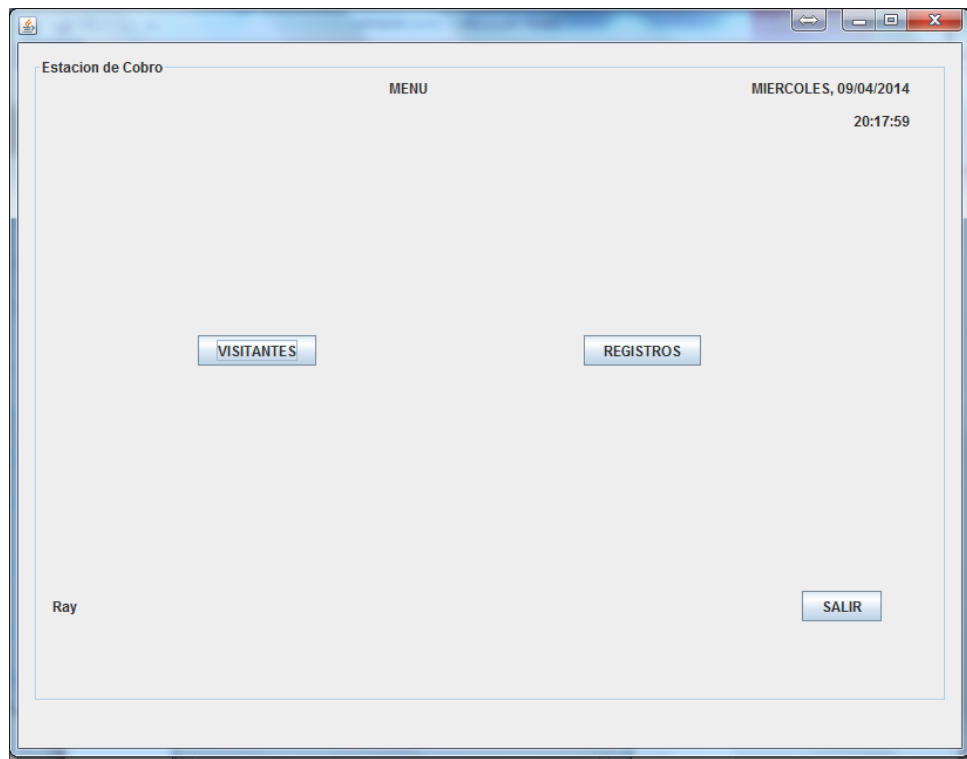 Estacion de Cobro
MENU
MIERCOLES, 09/04/2014
20:17:59
VISITANTES
REGISTROS
Ray
SALIR